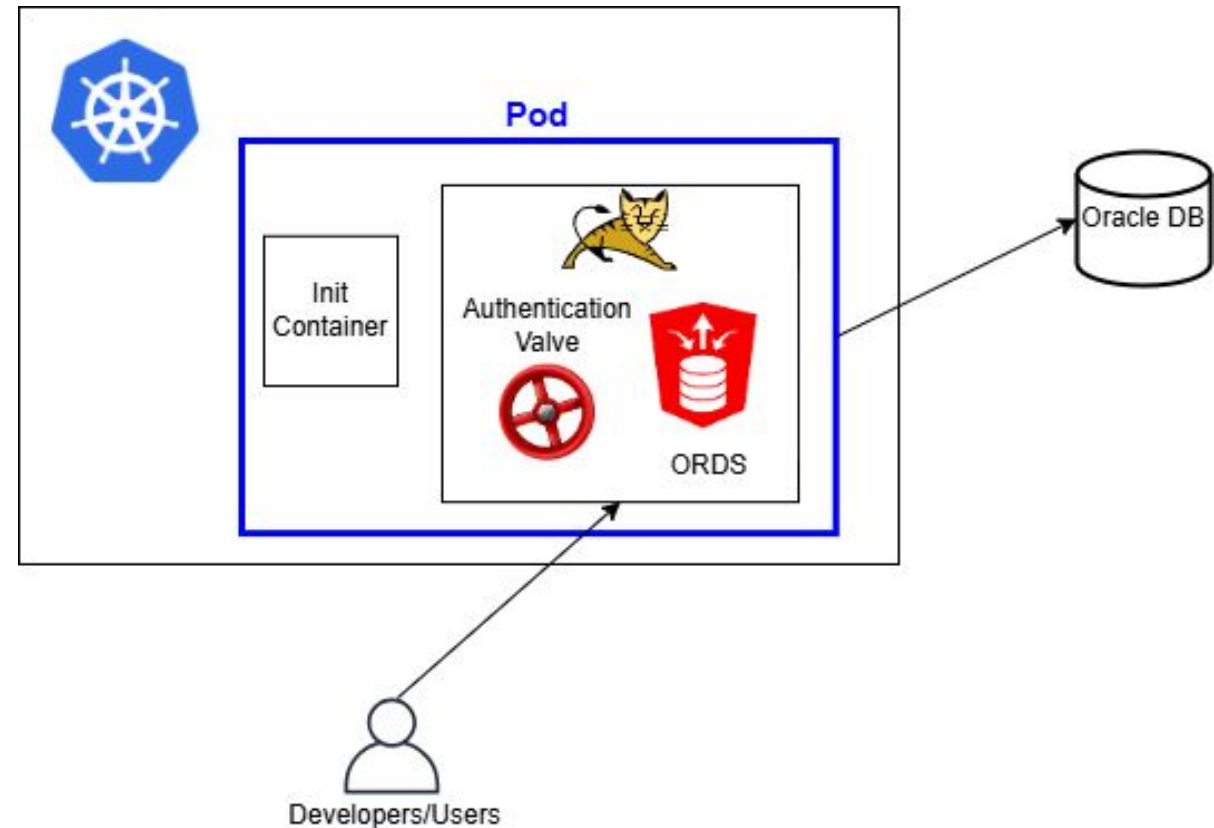 Pod
Oracle DB
Init
Container
Authentication
Valve
ORDS
Developers/Users